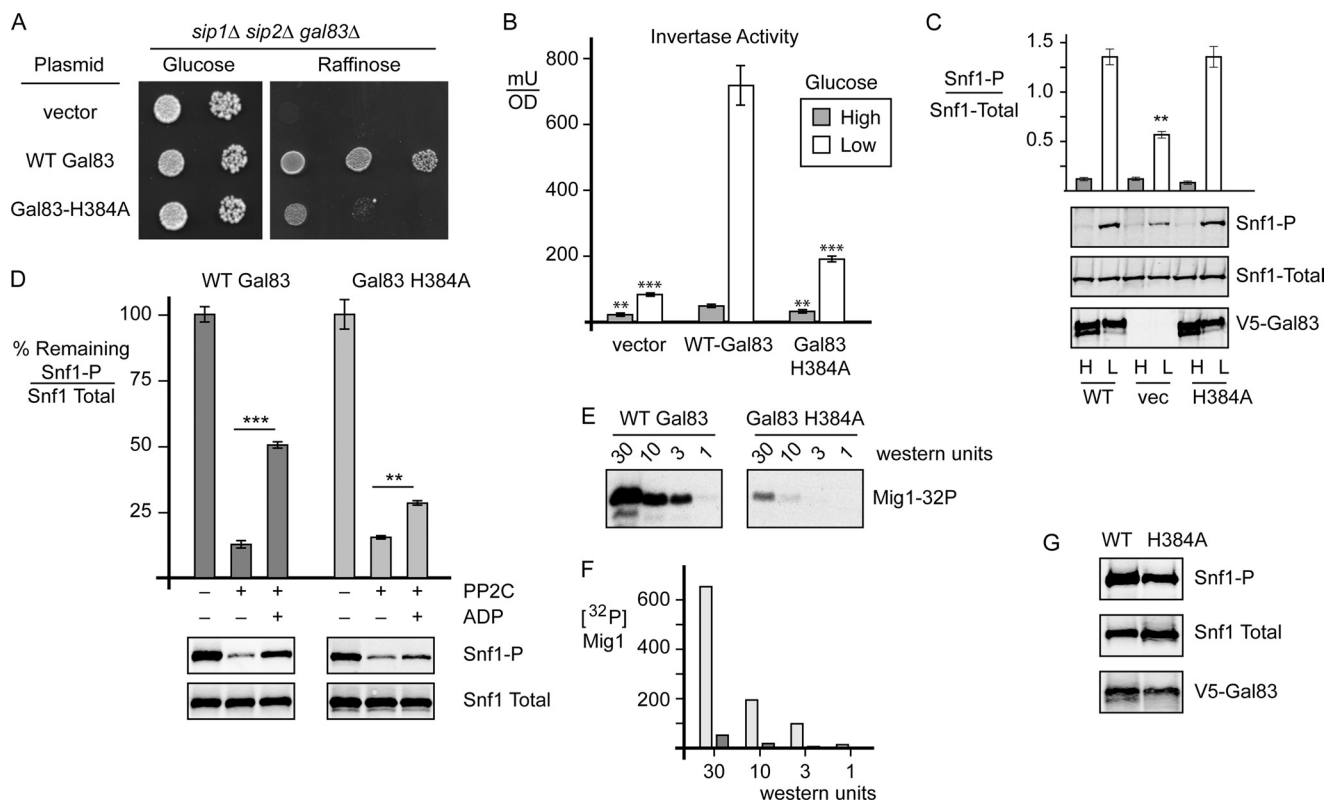 A
sip1Δ sip2Δ gal83Δ
Plasmid
Glucose
Raffinose
vector
WT Gal83
Gal83-H384A
B
Invertase Activity
mU
OD
800
600
400
200
Glucose
High
Low
**
***
**
***
vector
WT-Gal83
Gal83
H384A
C
Snf1-P
Snf1-Total
1.5
1.0
0.5
**
Snf1-P
Snf1-Total
V5-Gal83
H L H L H L
WT vec H384A
D
WT Gal83
Gal83 H384A
% Remaining
Snf1-P
Snf1 Total
100
75
50
25
***
**
– + + – + + PP2C
– – + – – + ADP
Snf1-P
Snf1 Total
E
WT Gal83
Gal83 H384A
30 10 3 1 30 10 3 1 western units
Mig1-32P
F
[32P]
Mig1
600
400
200
30 10 3 1
western units
G
WT H384A
Snf1-P
Snf1 Total
V5-Gal83